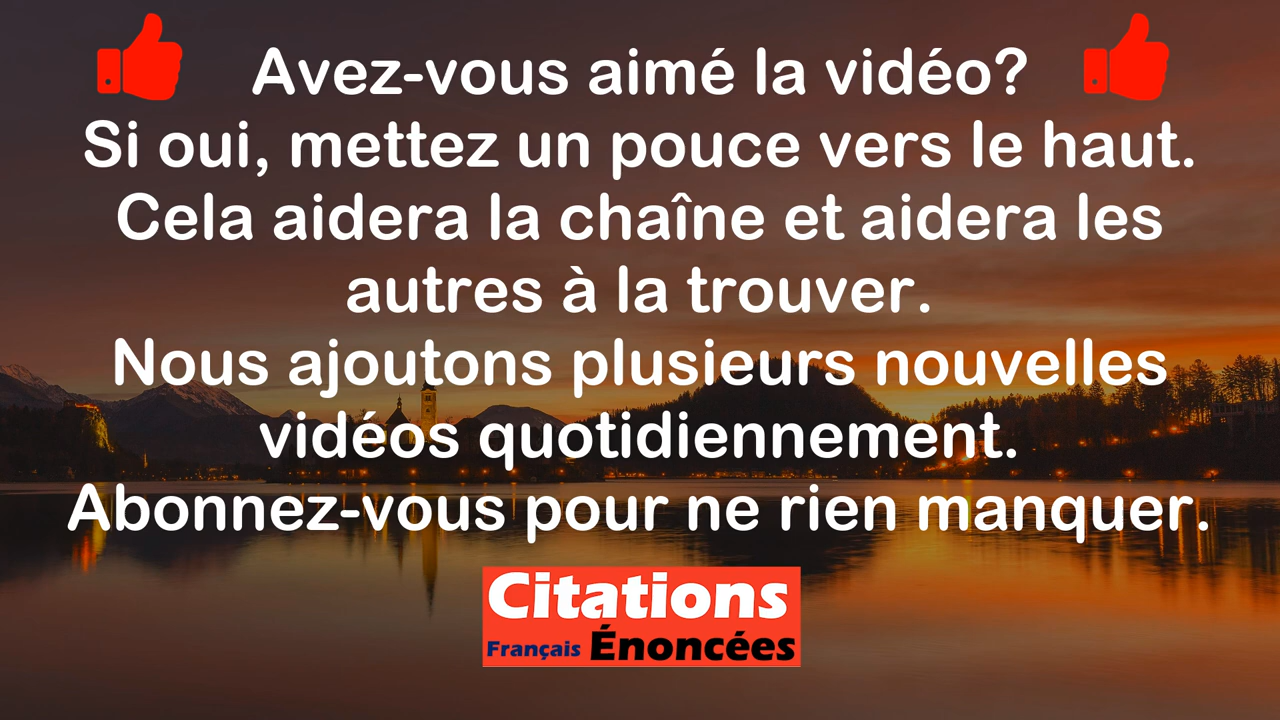 Avez-vous aimé la vidéo?
Si oui, mettez un pouce vers le haut.
Cela aidera la chaîne et aidera les
autres à la trouver.
Nous ajoutons plusieurs nouvelles
vidéos quotidiennement.
Abonnez-vous pour ne rien manquer.
Citations
Français Énoncées